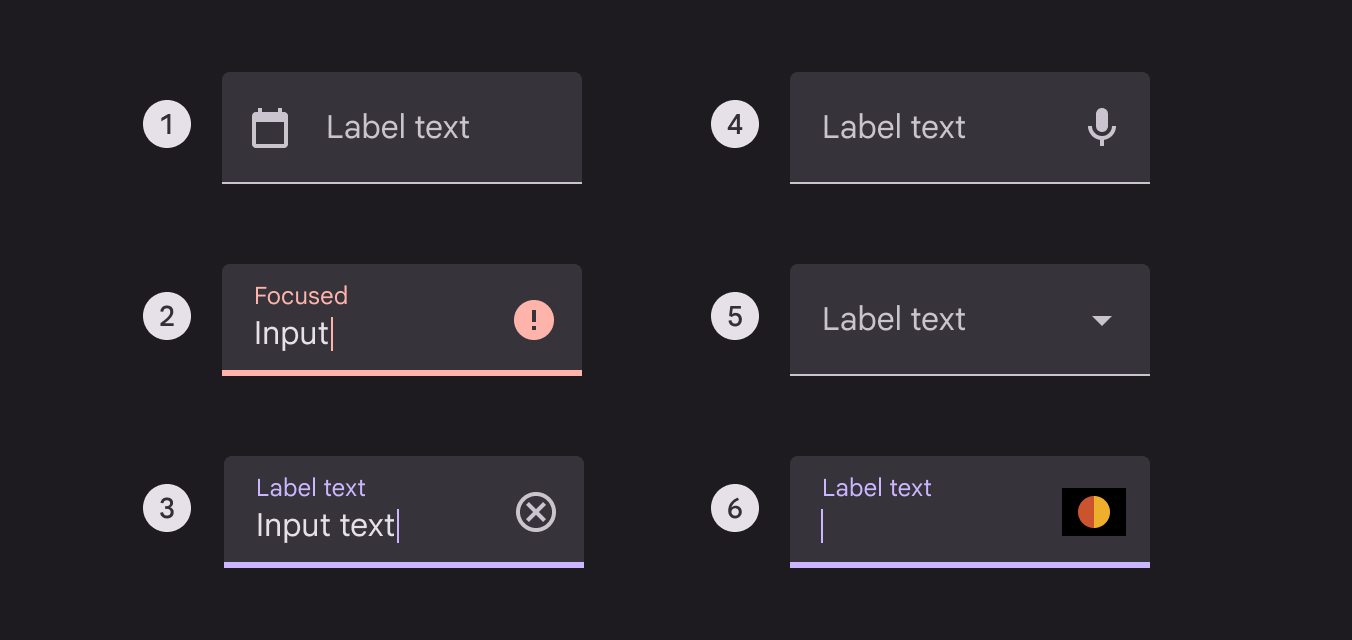 1
Label text
2
Focused
Input
!
3
Label text
Input text
4
Label text
5
Label text
6
Label text